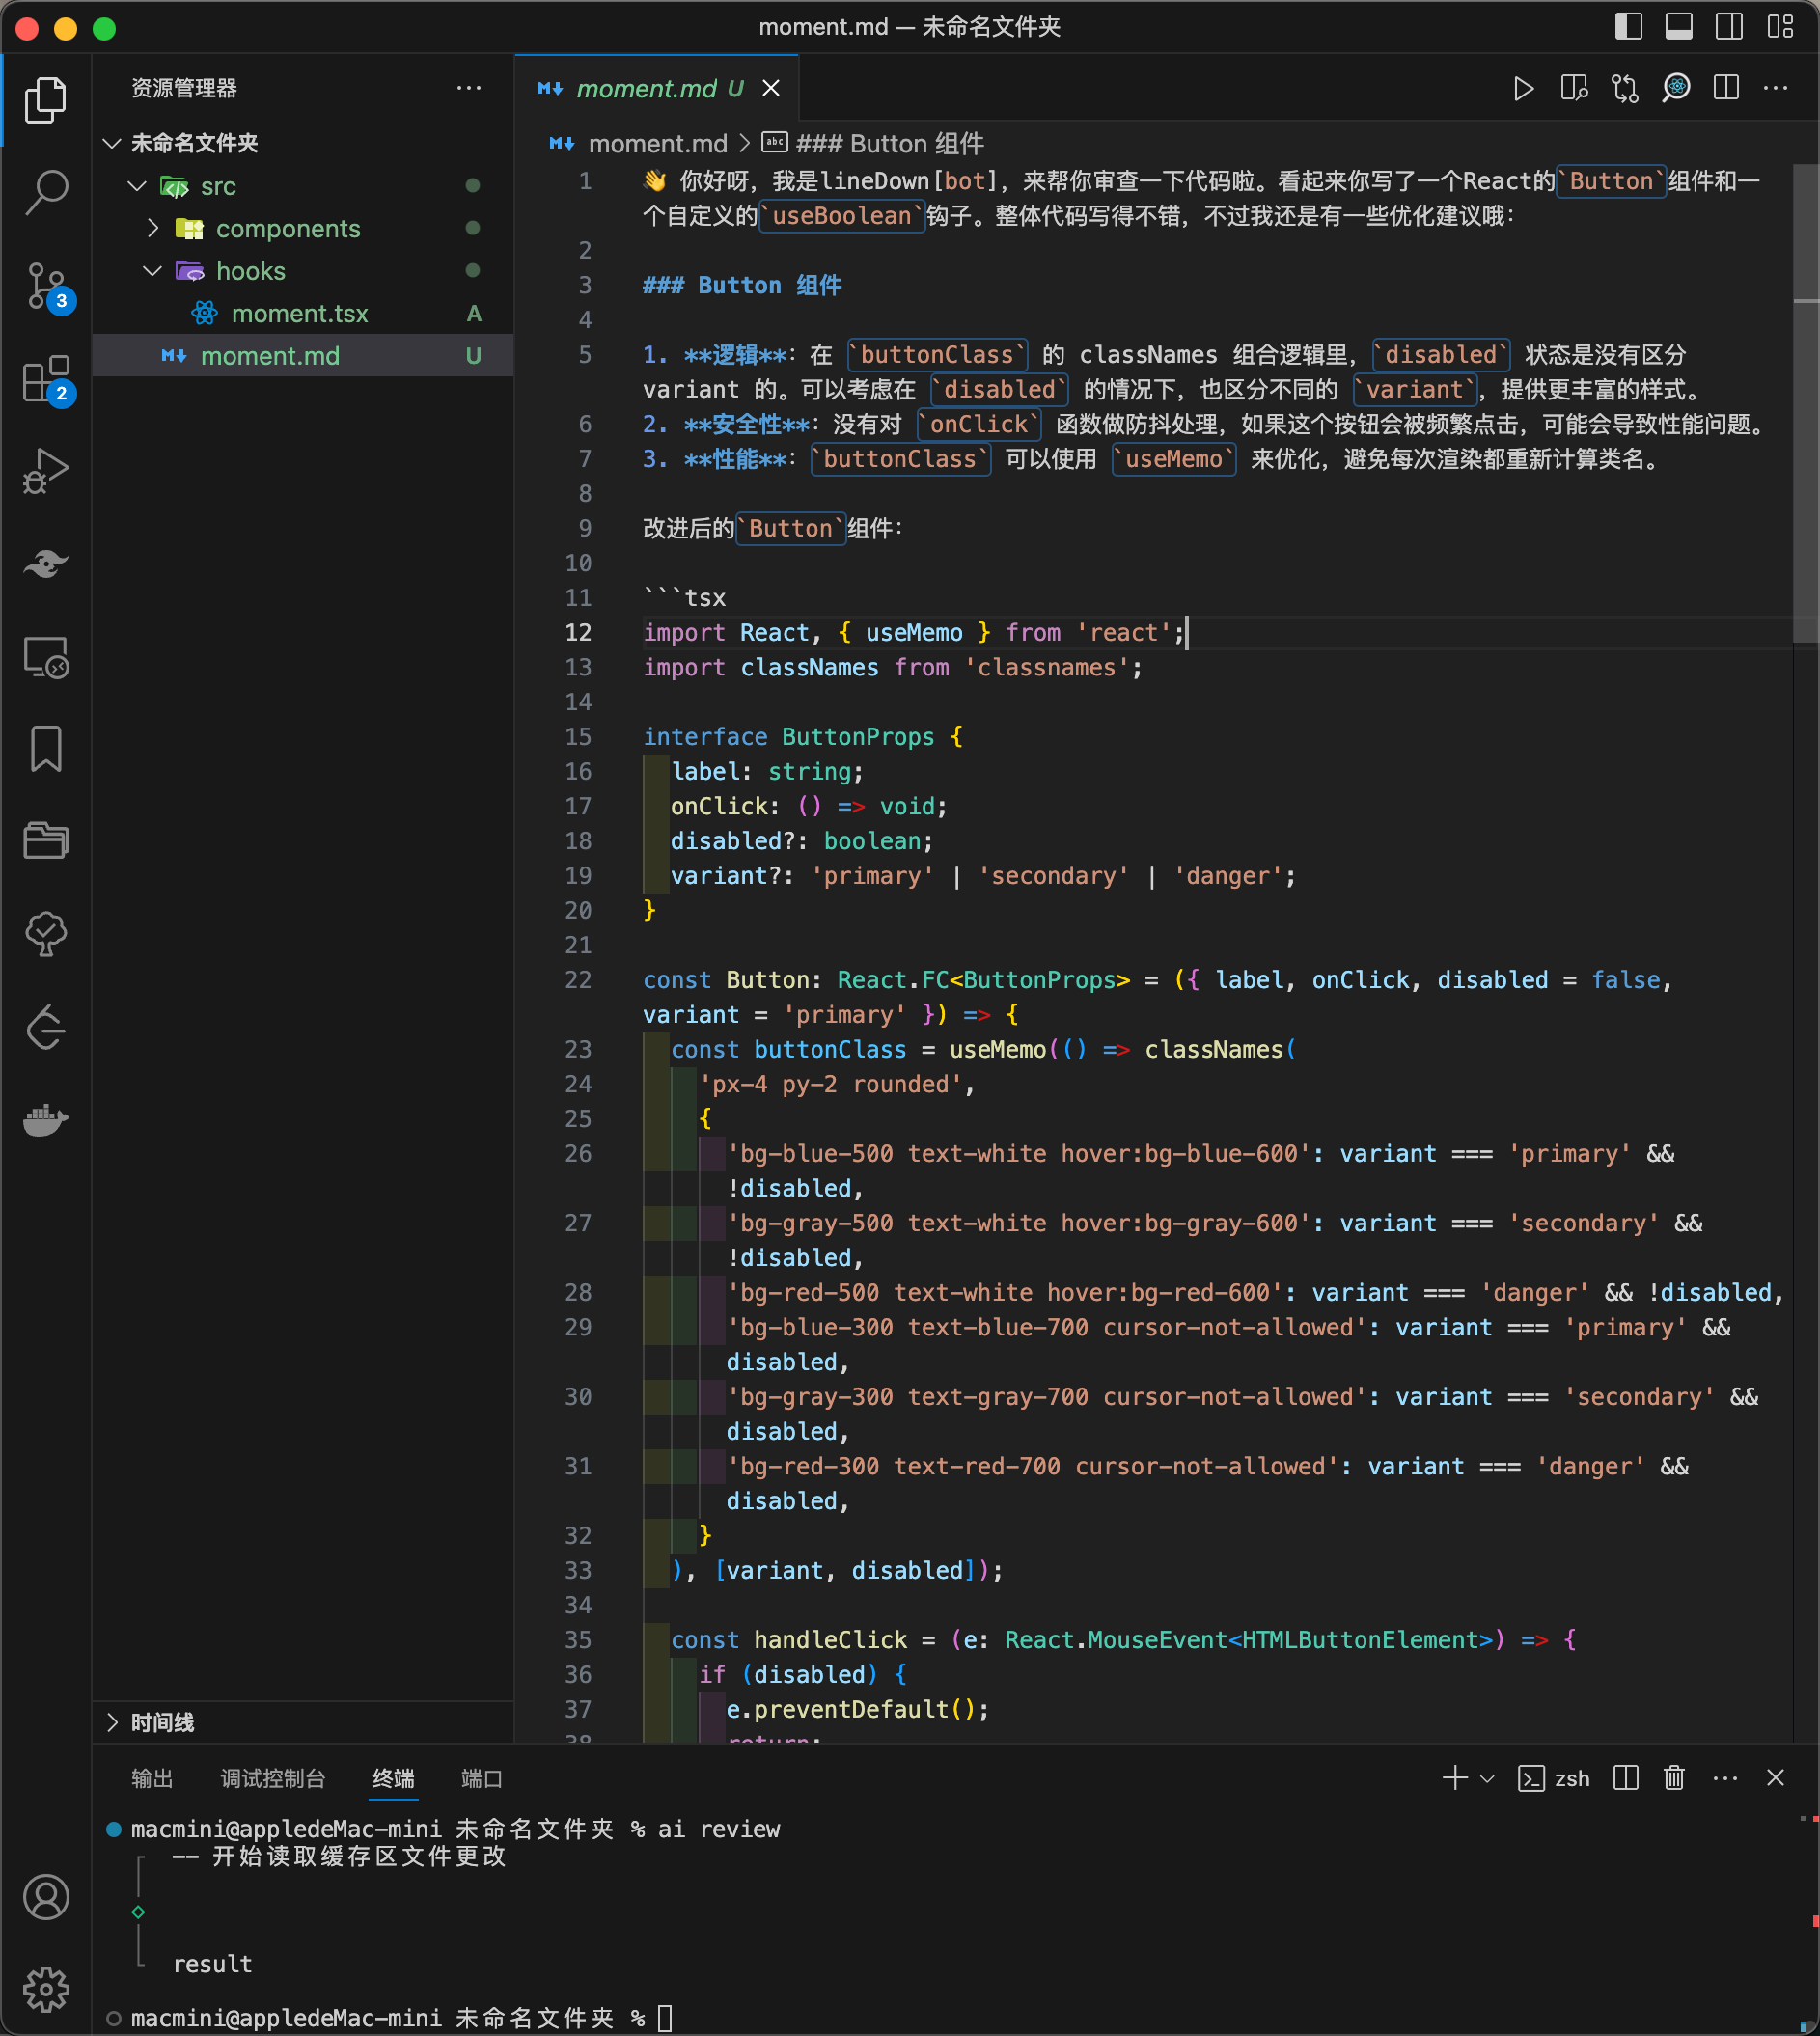 moment.md — 未命名文件夹
资源管理器
未命名文件夹
src
components
hooks
moment.tsx A
moment.md U
3
2
时间线
moment.md U
moment.md > ### Button 组件
1 👋 你好呀，我是lineDown[bot]，来帮你审查一下代码啦。看起来你写了一个React的`Button`组件和一
个自定义的`useBoolean`钩子。整体代码写得不错，不过我还是有一些优化建议哦：
2
3 ### Button 组件
4
5 1. **逻辑**：在 `buttonClass` 的 classNames 组合逻辑里，`disabled` 状态是没有区分
variant 的。可以考虑在 `disabled` 的情况下，也区分不同的 `variant`，提供更丰富的样式。
6 2. **安全性**：没有对 `onClick` 函数做防抖处理，如果这个按钮会被频繁点击，可能会导致性能问题。
7 3. **性能**：`buttonClass` 可以使用 `useMemo` 来优化，避免每次渲染都重新计算类名。
8
9 改进后的`Button`组件：
10
11 ```tsx
12 import React, { useMemo } from 'react';
13 import classNames from 'classnames';
14
15 interface ButtonProps {
16 label: string;
17 onClick: () => void;
18 disabled?: boolean;
19 variant?: 'primary' | 'secondary' | 'danger';
20 }
21
22 const Button: React.FC<ButtonProps> = ({ label, onClick, disabled = false,
variant = 'primary' }) => {
23 const buttonClass = useMemo(() => classNames(
24 'px-4 py-2 rounded',
25 {
26 'bg-blue-500 text-white hover:bg-blue-600': variant === 'primary' &&
!disabled,
27 'bg-gray-500 text-white hover:bg-gray-600': variant === 'secondary' &&
!disabled,
28 'bg-red-500 text-white hover:bg-red-600': variant === 'danger' && !disabled,
29 'bg-blue-300 text-blue-700 cursor-not-allowed': variant === 'primary' &&
disabled,
30 'bg-gray-300 text-gray-700 cursor-not-allowed': variant === 'secondary' &&
disabled,
31 'bg-red-300 text-red-700 cursor-not-allowed': variant === 'danger' &&
disabled,
32 }
33 ), [variant, disabled]);
34
35 const handleClick = (e: React.MouseEvent<HTMLButtonElement>) => {
36 if (disabled) {
37 e.preventDefault();
38 return;
输出 调试控制台 终端 端口 zsh
macmini@appledeMac-mini 未命名文件夹 % ai review
-- 开始读取缓存区文件更改
result
macmini@appledeMac-mini 未命名文件夹 %